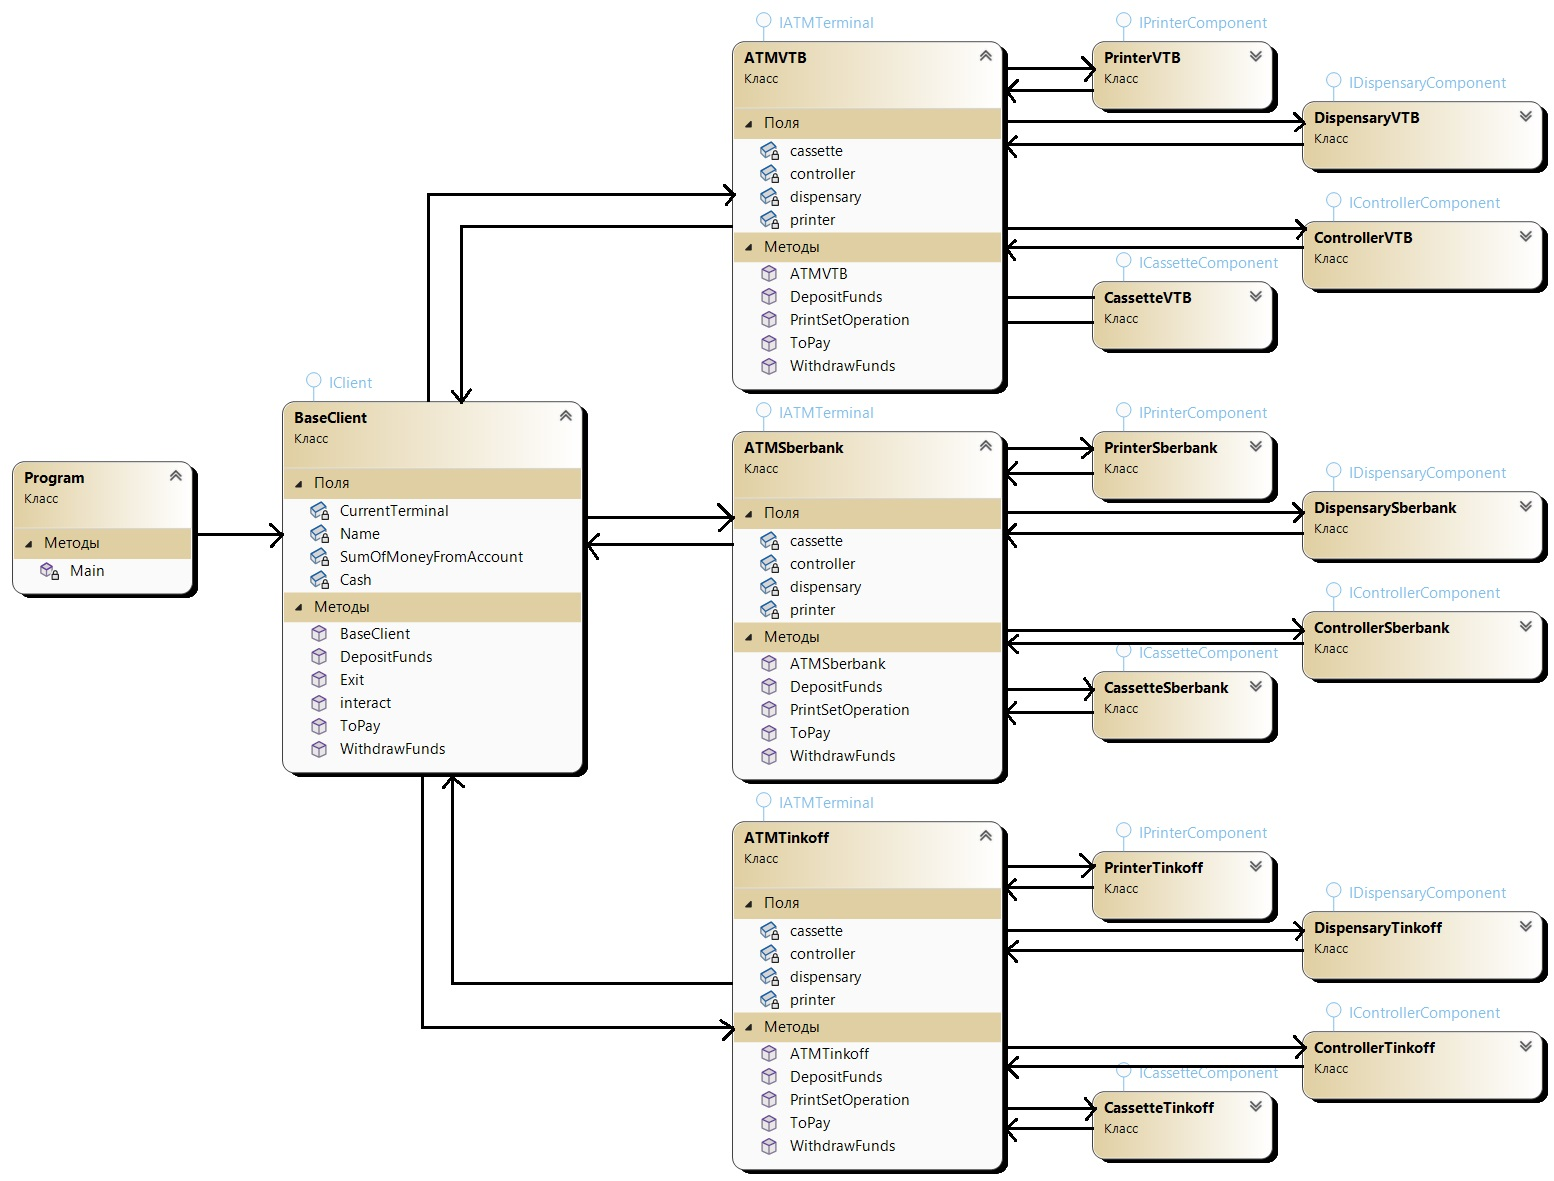 Program
Класс
Методы
Main
IClient
BaseClient
Класс
Поля
CurrentTerminal
Name
SumOfMoneyFromAccount
Cash
Методы
BaseClient
DepositFunds
Exit
interact
ToPay
WithdrawFunds
IATMTerminal
ATMVTB
Класс
Поля
cassette
controller
dispensary
printer
Методы
ATMVTB
DepositFunds
PrintSetOperation
ToPay
WithdrawFunds
IPrinterComponent
PrinterVTB
Класс
IDispensaryComponent
DispensaryVTB
Класс
IControllerComponent
ControllerVTB
Класс
ICassetteComponent
CassetteVTB
Класс
IATMTerminal
ATMSberbank
Класс
Поля
cassette
controller
dispensary
printer
Методы
ATMSberbank
DepositFunds
PrintSetOperation
ToPay
WithdrawFunds
IPrinterComponent
PrinterSberbank
Класс
IDispensaryComponent
DispensarySberbank
Класс
IControllerComponent
ControllerSberbank
Класс
ICassetteComponent
CassetteSberbank
Класс
IATMTerminal
ATMTinkoff
Класс
Поля
cassette
controller
dispensary
printer
Методы
ATMTinkoff
DepositFunds
PrintSetOperation
ToPay
WithdrawFunds
IPrinterComponent
PrinterTinkoff
Класс
IDispensaryComponent
DispensaryTinkoff
Класс
IControllerComponent
ControllerTinkoff
Класс
ICassetteComponent
CassetteTinkoff
Класс